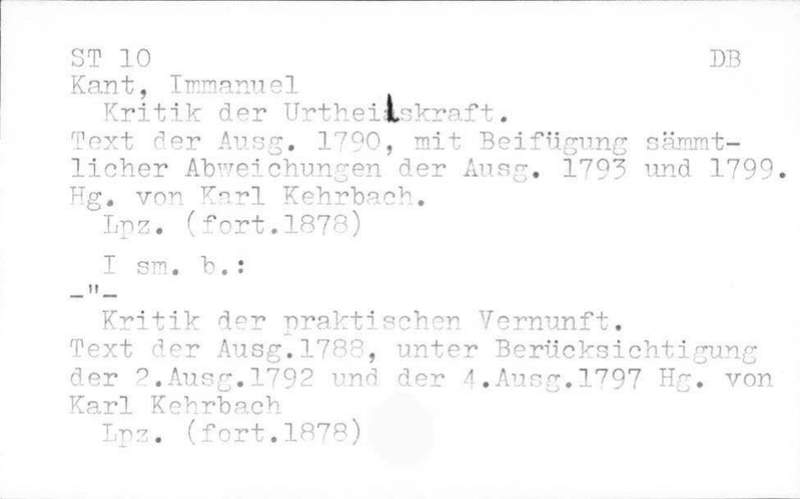 ST 10 DB
Kant, Immanuel
Kritik der Urtheilskraft.
Text der Ausg. 1790, mit Beifügung sämmt-
licher Abweichungen der Ausg. 1793 und 1799.
Hg. von Karl Kehrbach.
Lpz. (fort.1878)
I sm. b.:
-"-
Kritik der praktischen Vernunft.
Text der Ausg.1788, unter Berücksichtigung
der 2.Ausg.1792 und der 4.Ausg.1797 Hg. von
Karl Kehrbach
Lpz. (fort.1878)